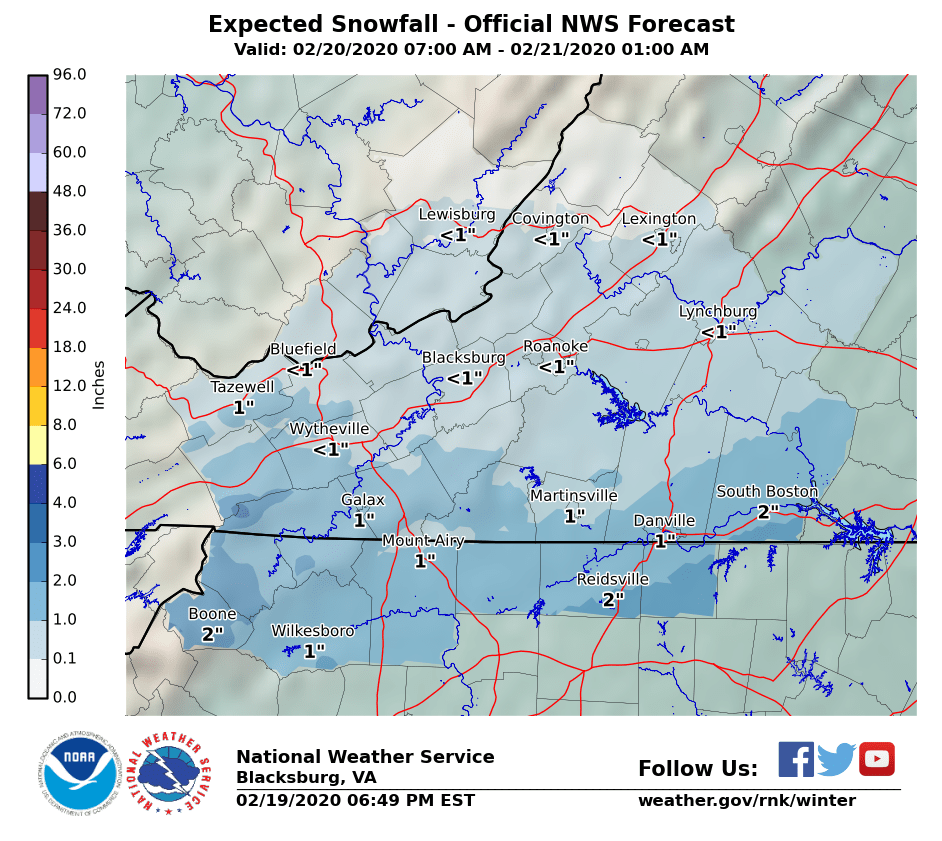 Expected Snowfall - Official NWS Forecast
Valid: 02/20/2020 07:00 AM - 02/21/2020 01:00 AM
96.0
72.0
60.0
48.0
36.0
30.0
24.0
18.0
12.0
8.0
6.0
4.0
3.0
2.0
1.0
0.1
0.0
Inches
Lewisburg
<1"
Covington
<1"
Lexington
<1"
Lynchburg
<1"
Bluefield
<1"
Blacksburg
<1"
Roanoke
<1"
Tazewell
1"
Wytheville
<1"
Galax
1"
Martinsville
1"
South Boston
2"
Danville
1"
Mount Airy
1"
Reidsville
2"
Boone
2"
Wilkesboro
1"
NATIONAL OCEANIC AND ATMOSPHERIC ADMINISTRATION
U.S. DEPARTMENT OF COMMERCE
NOAA
NATIONAL WEATHER SERVICE
National Weather Service
Blacksburg, VA
02/19/2020 06:49 PM EST
Follow Us:
weather.gov/rnk/winter